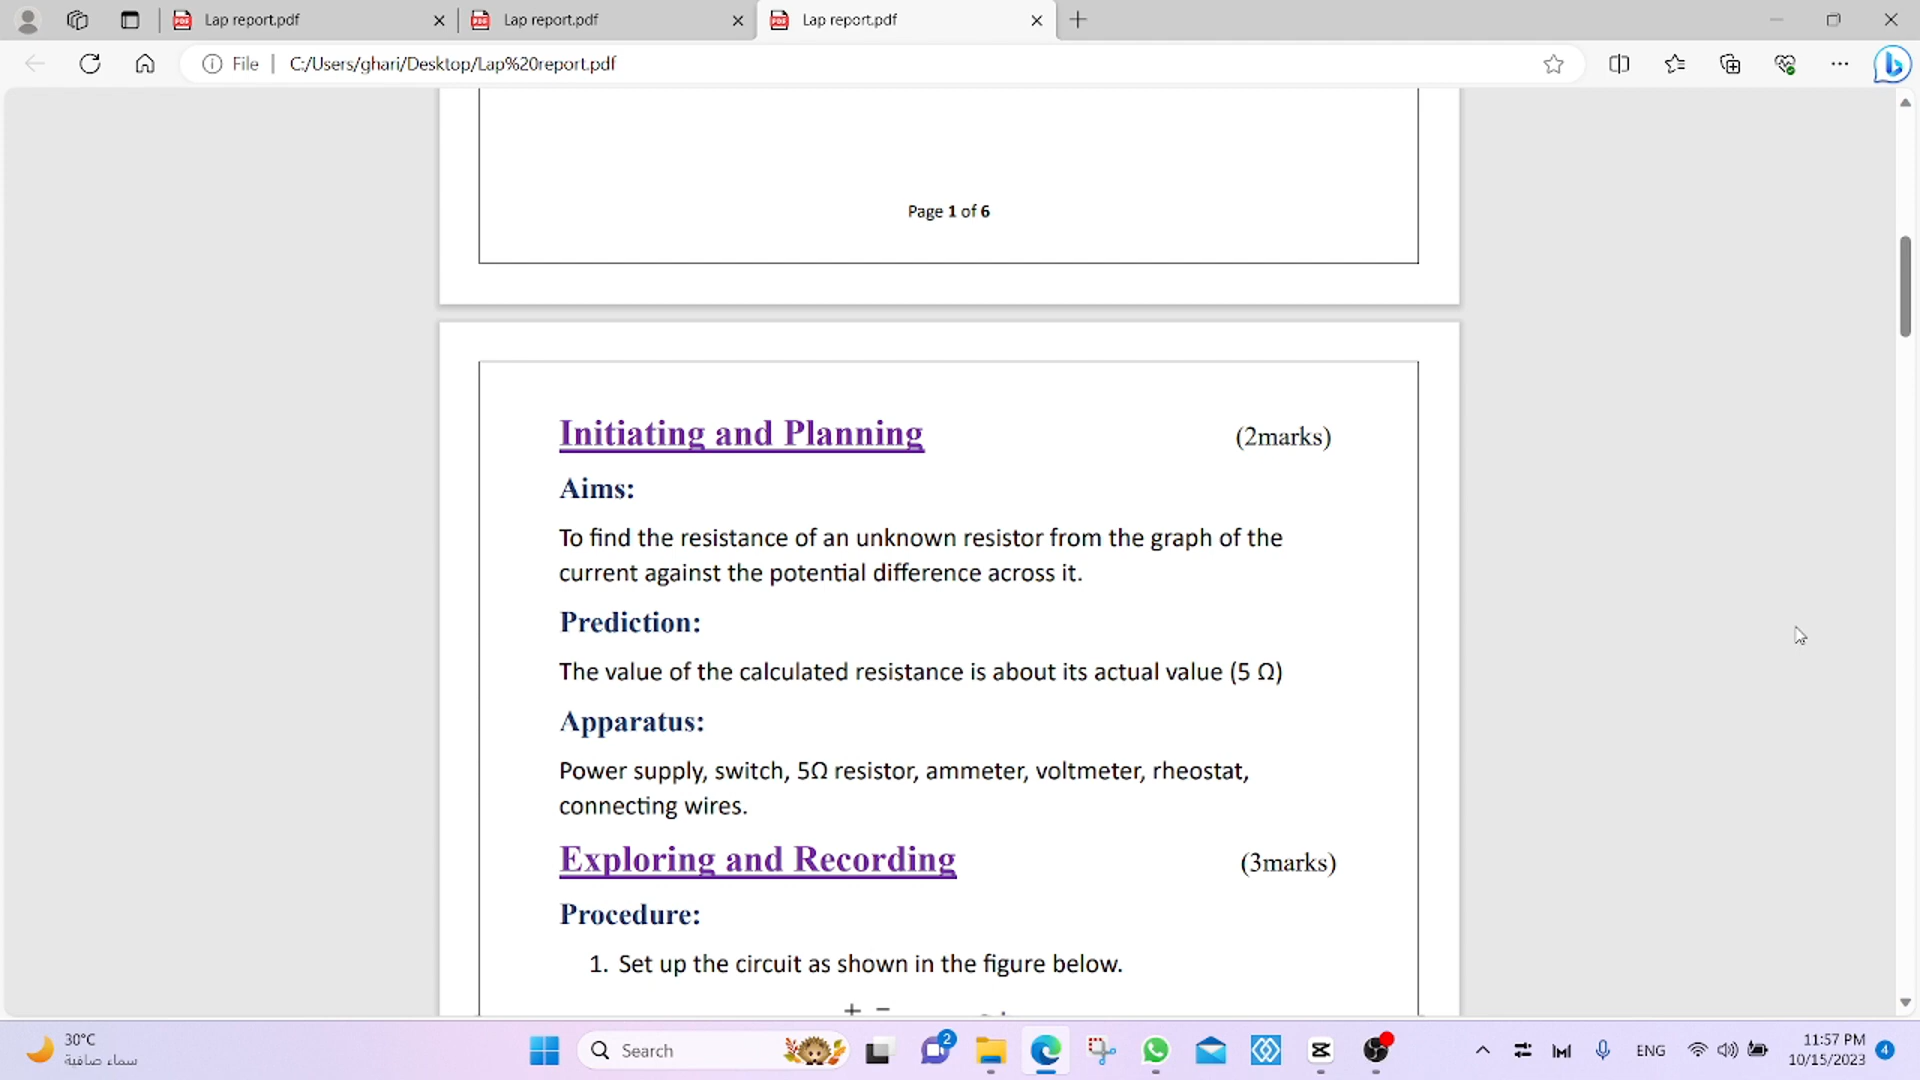 Lap report.pdf
Lap report.pdf
Lap report.pdf
File
C:/Users/ghari/Desktop/Lap%20report.pdf
Page 1 of 6
Initiating and Planning (2marks)
Aims:
To find the resistance of an unknown resistor from the graph of the
current against the potential difference across it.
Prediction:
The value of the calculated resistance is about its actual value (5 Ω)
Apparatus:
Power supply, switch, 5Ω resistor, ammeter, voltmeter, rheostat,
connecting wires.
Exploring and Recording (3marks)
Procedure:
1. Set up the circuit as shown in the figure below.
+ −
30°C
سماء صافية
Search
2
ENG
11:57 PM
10/15/2023
4